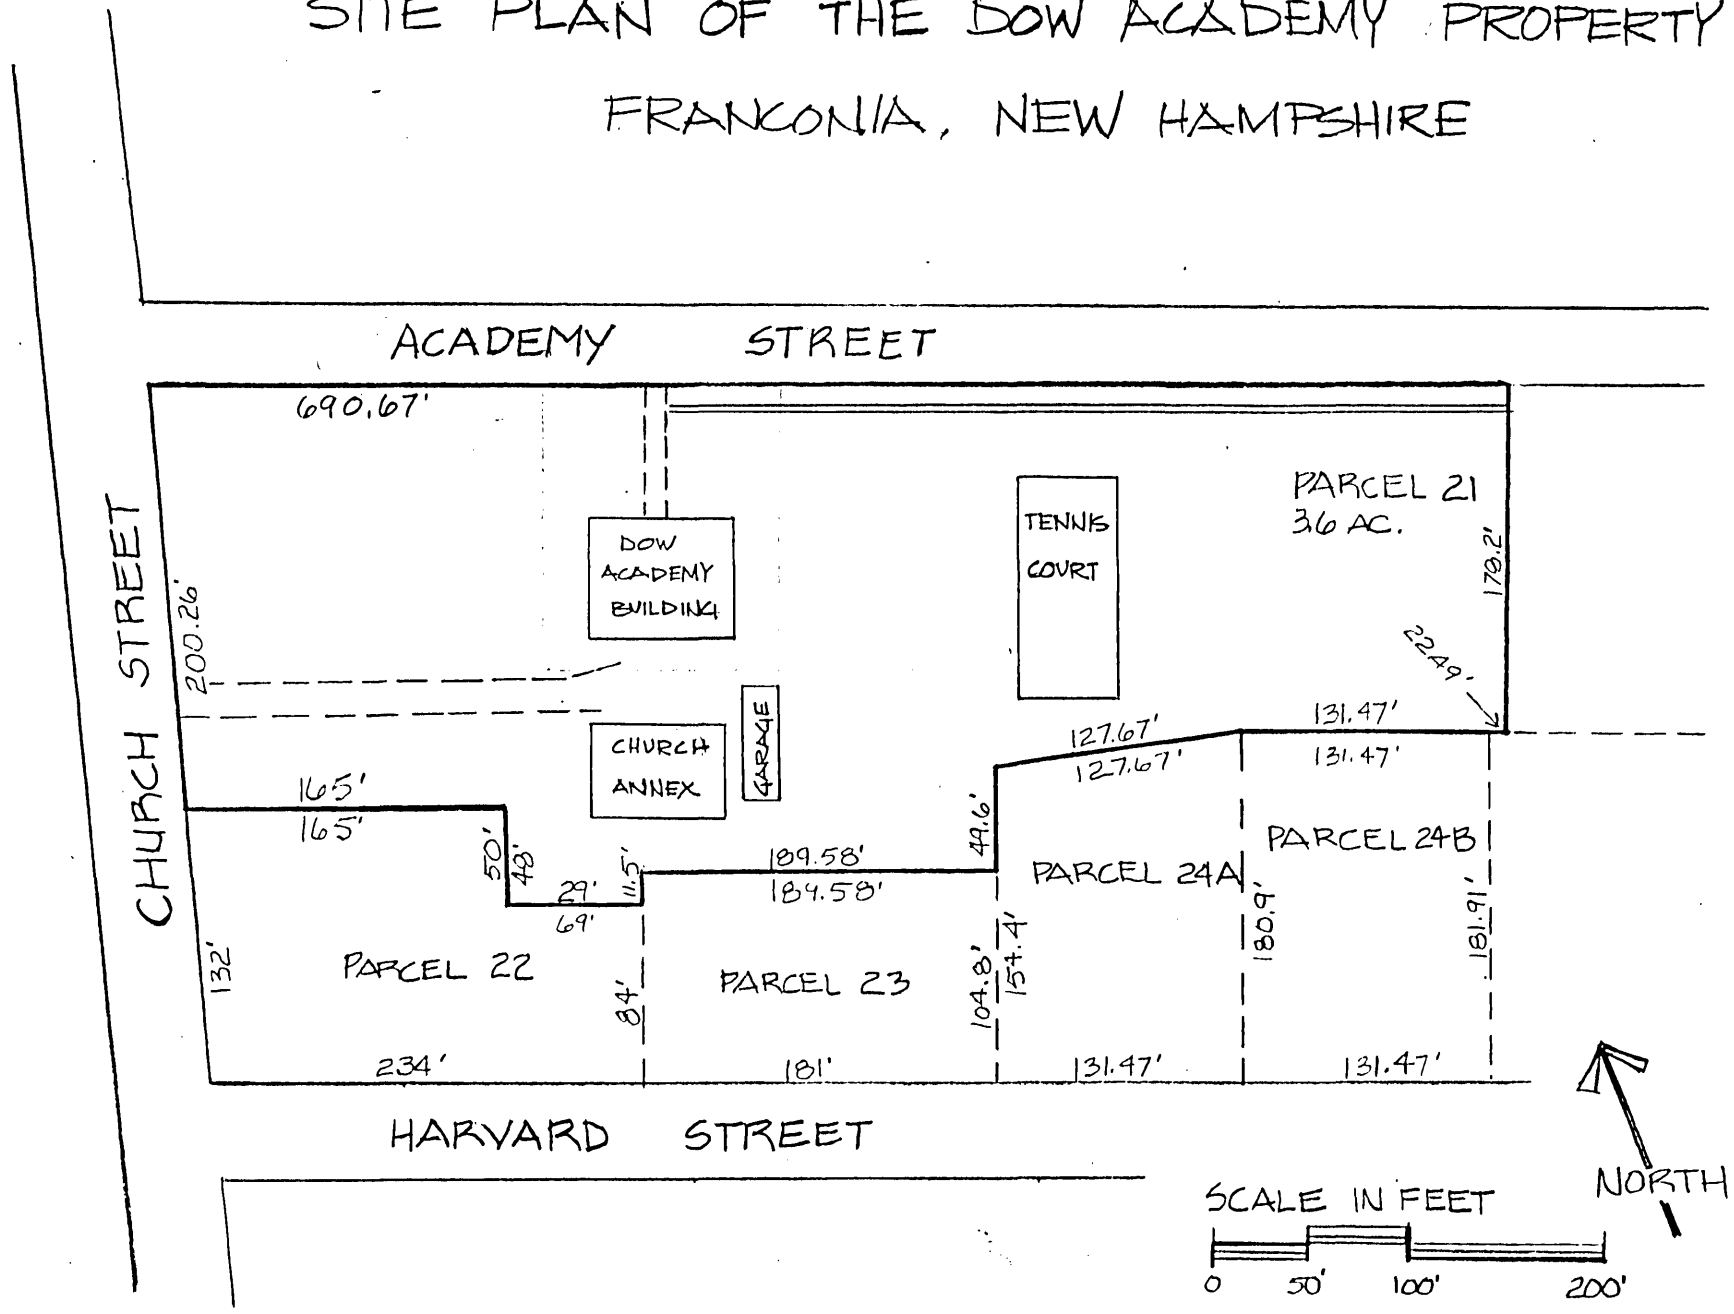 SITE PLAN OF THE DOW ACADEMY PROPERTY
FRANCONIA, NEW HAMPSHIRE
ACADEMY STREET
690.67'
CHURCH STREET
200.26'
DOW
ACADEMY
BUILDING
TENNIS
COURT
PARCEL 21
3.6 AC.
178.2'
22.49'
CHURCH
ANNEX
GARAGE
127.67'
127.67'
131.47'
131.47'
165'
165'
50'
48'
29'
69'
11.5'
189.58'
189.58'
49.6'
PARCEL 24A
PARCEL 24B
180.9'
181.91'
132'
PARCEL 22
84'
PARCEL 23
104.8'
154.4'
234'
181'
131.47'
131.47'
HARVARD STREET
NORTH
SCALE IN FEET
0 50' 100' 200'